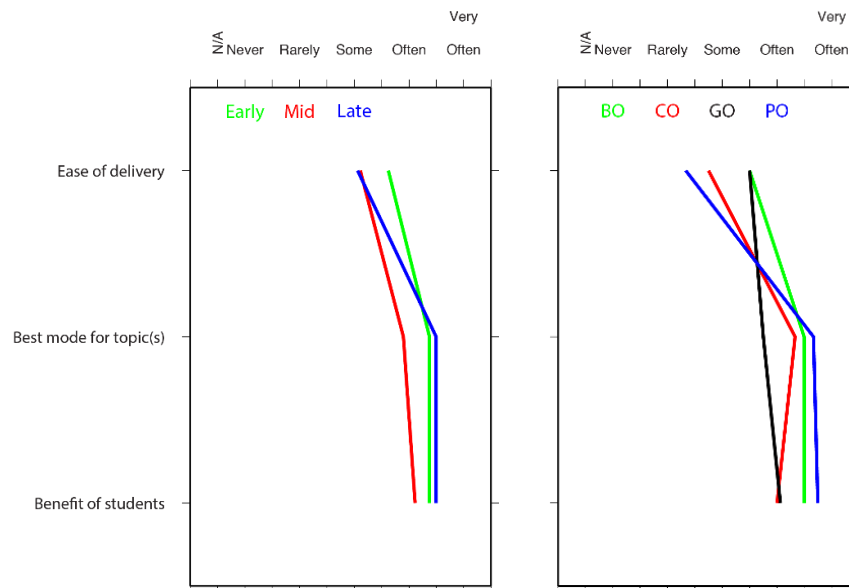 Very
N/A Never Rarely Some Often Often
Very
N/A Never Rarely Some Often Often
Early Mid Late
BO CO GO PO
Ease of delivery
Best mode for topic(s)
Benefit of students